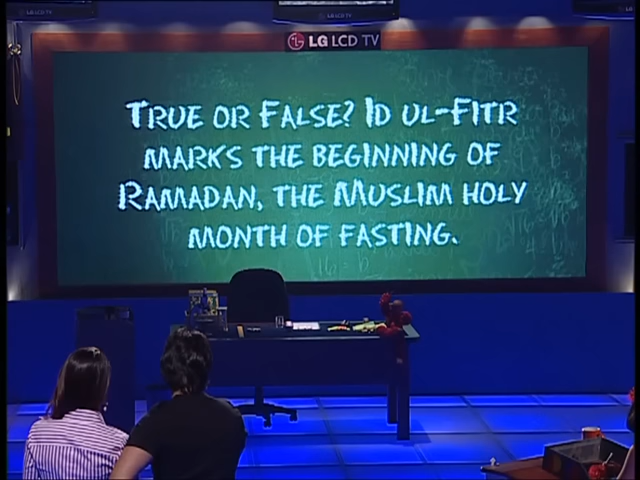 LG LCD TV
TRUE OR FALSE? ID UL-FITR
MARKS THE BEGINNING OF
RAMADAN, THE MUSLIM HOLY
MONTH OF FASTING.